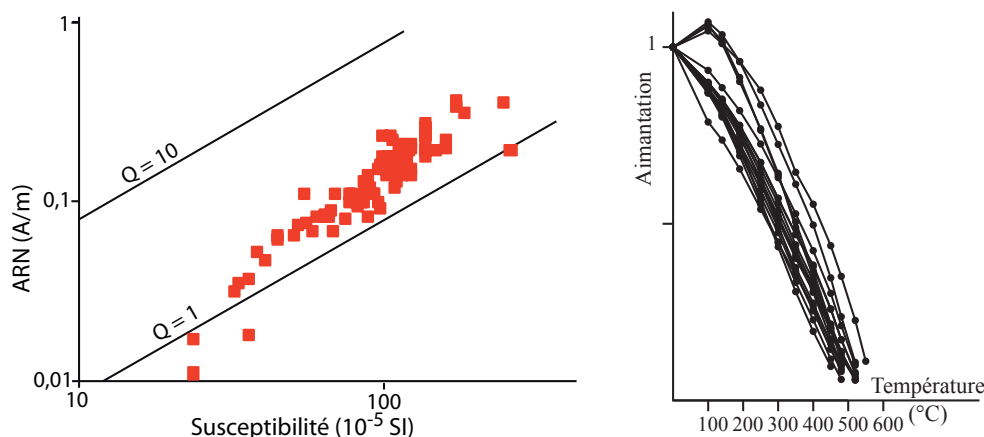 1
0.1
0,01
ARN (A/m)
Q = 10
Q = 1
10
100
Susceptibilité (10-5 SI)
1
Aimantation
Température
(°C)
100 200 300 400 500 600